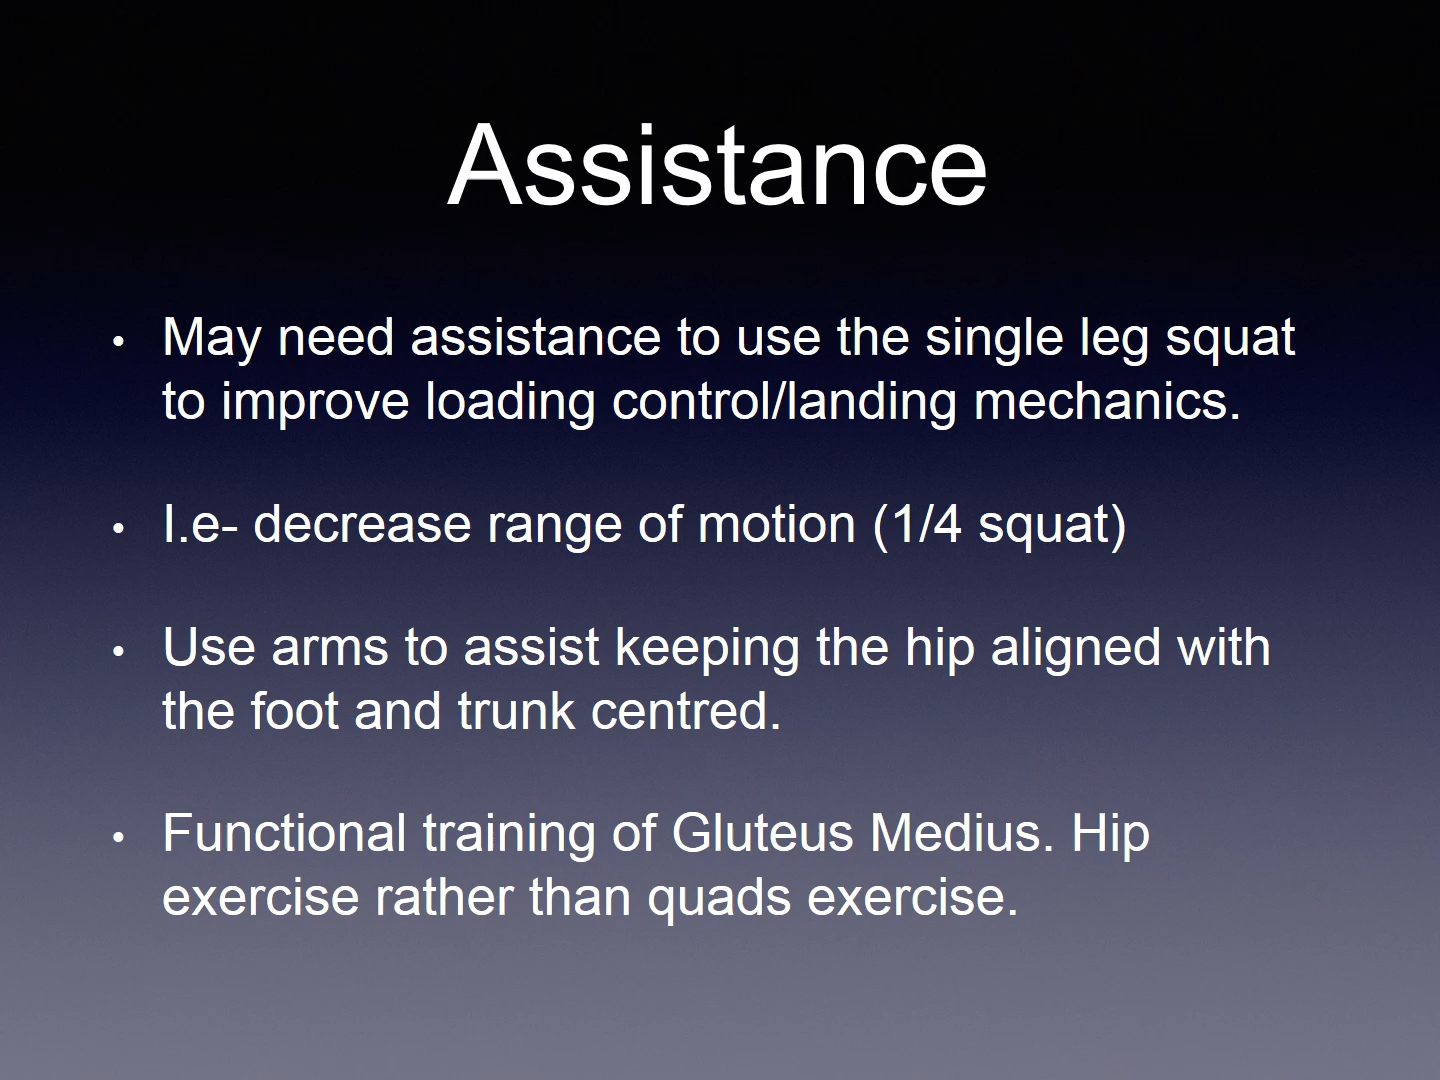 Assistance
• May need assistance to use the single leg squat
to improve loading control/landing mechanics.
• I.e- decrease range of motion (1/4 squat)
• Use arms to assist keeping the hip aligned with
the foot and trunk centred.
• Functional training of Gluteus Medius. Hip
exercise rather than quads exercise.